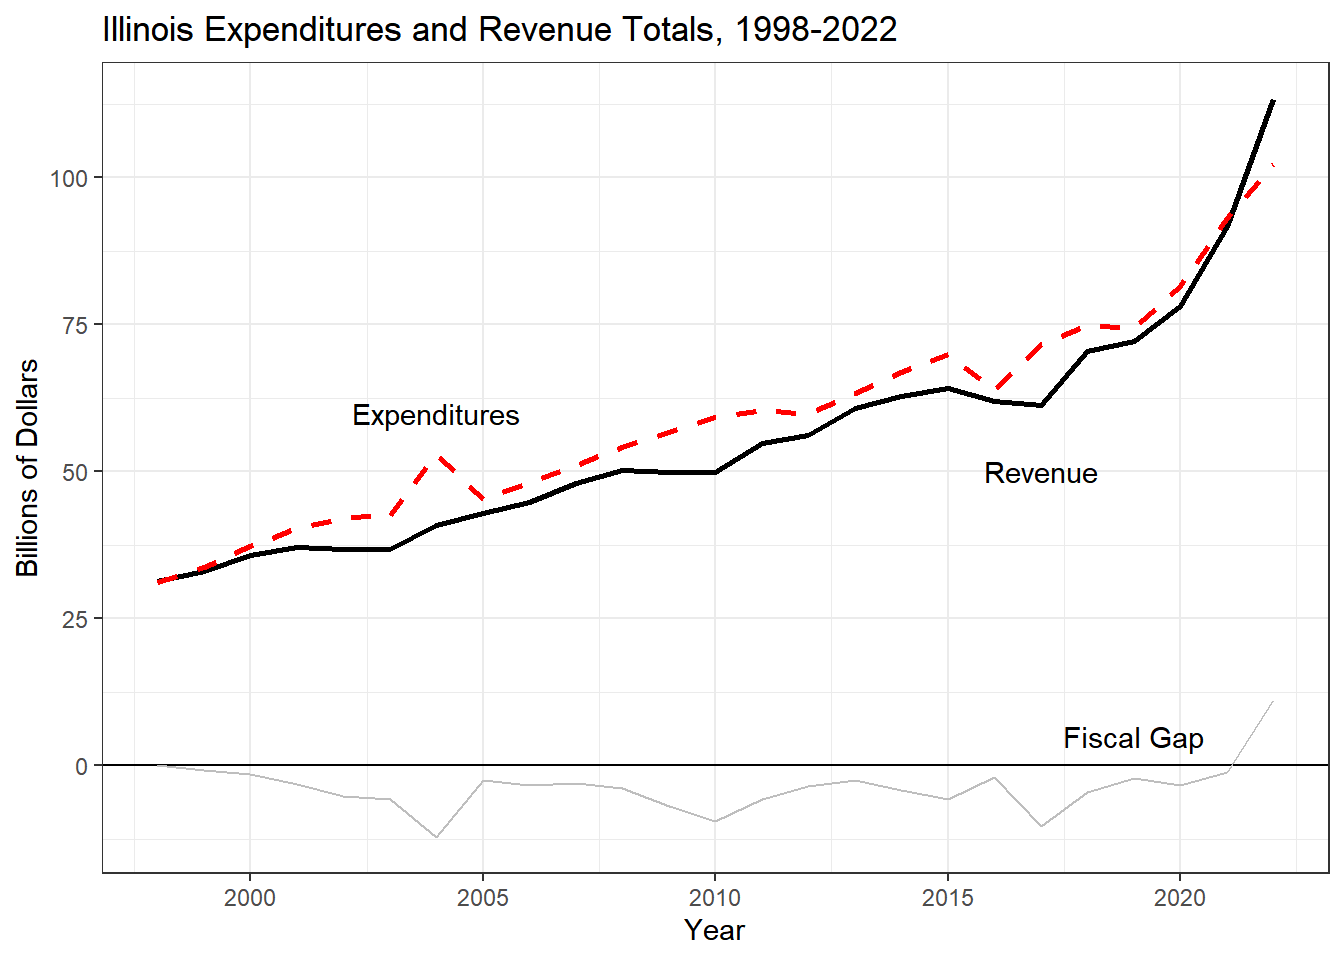 Illinois Expenditures and Revenue Totals, 1998-2022
100
75
50
25
0
Billions of Dollars
Expenditures
Revenue
Fiscal Gap
2000 2005 2010 2015 2020
Year